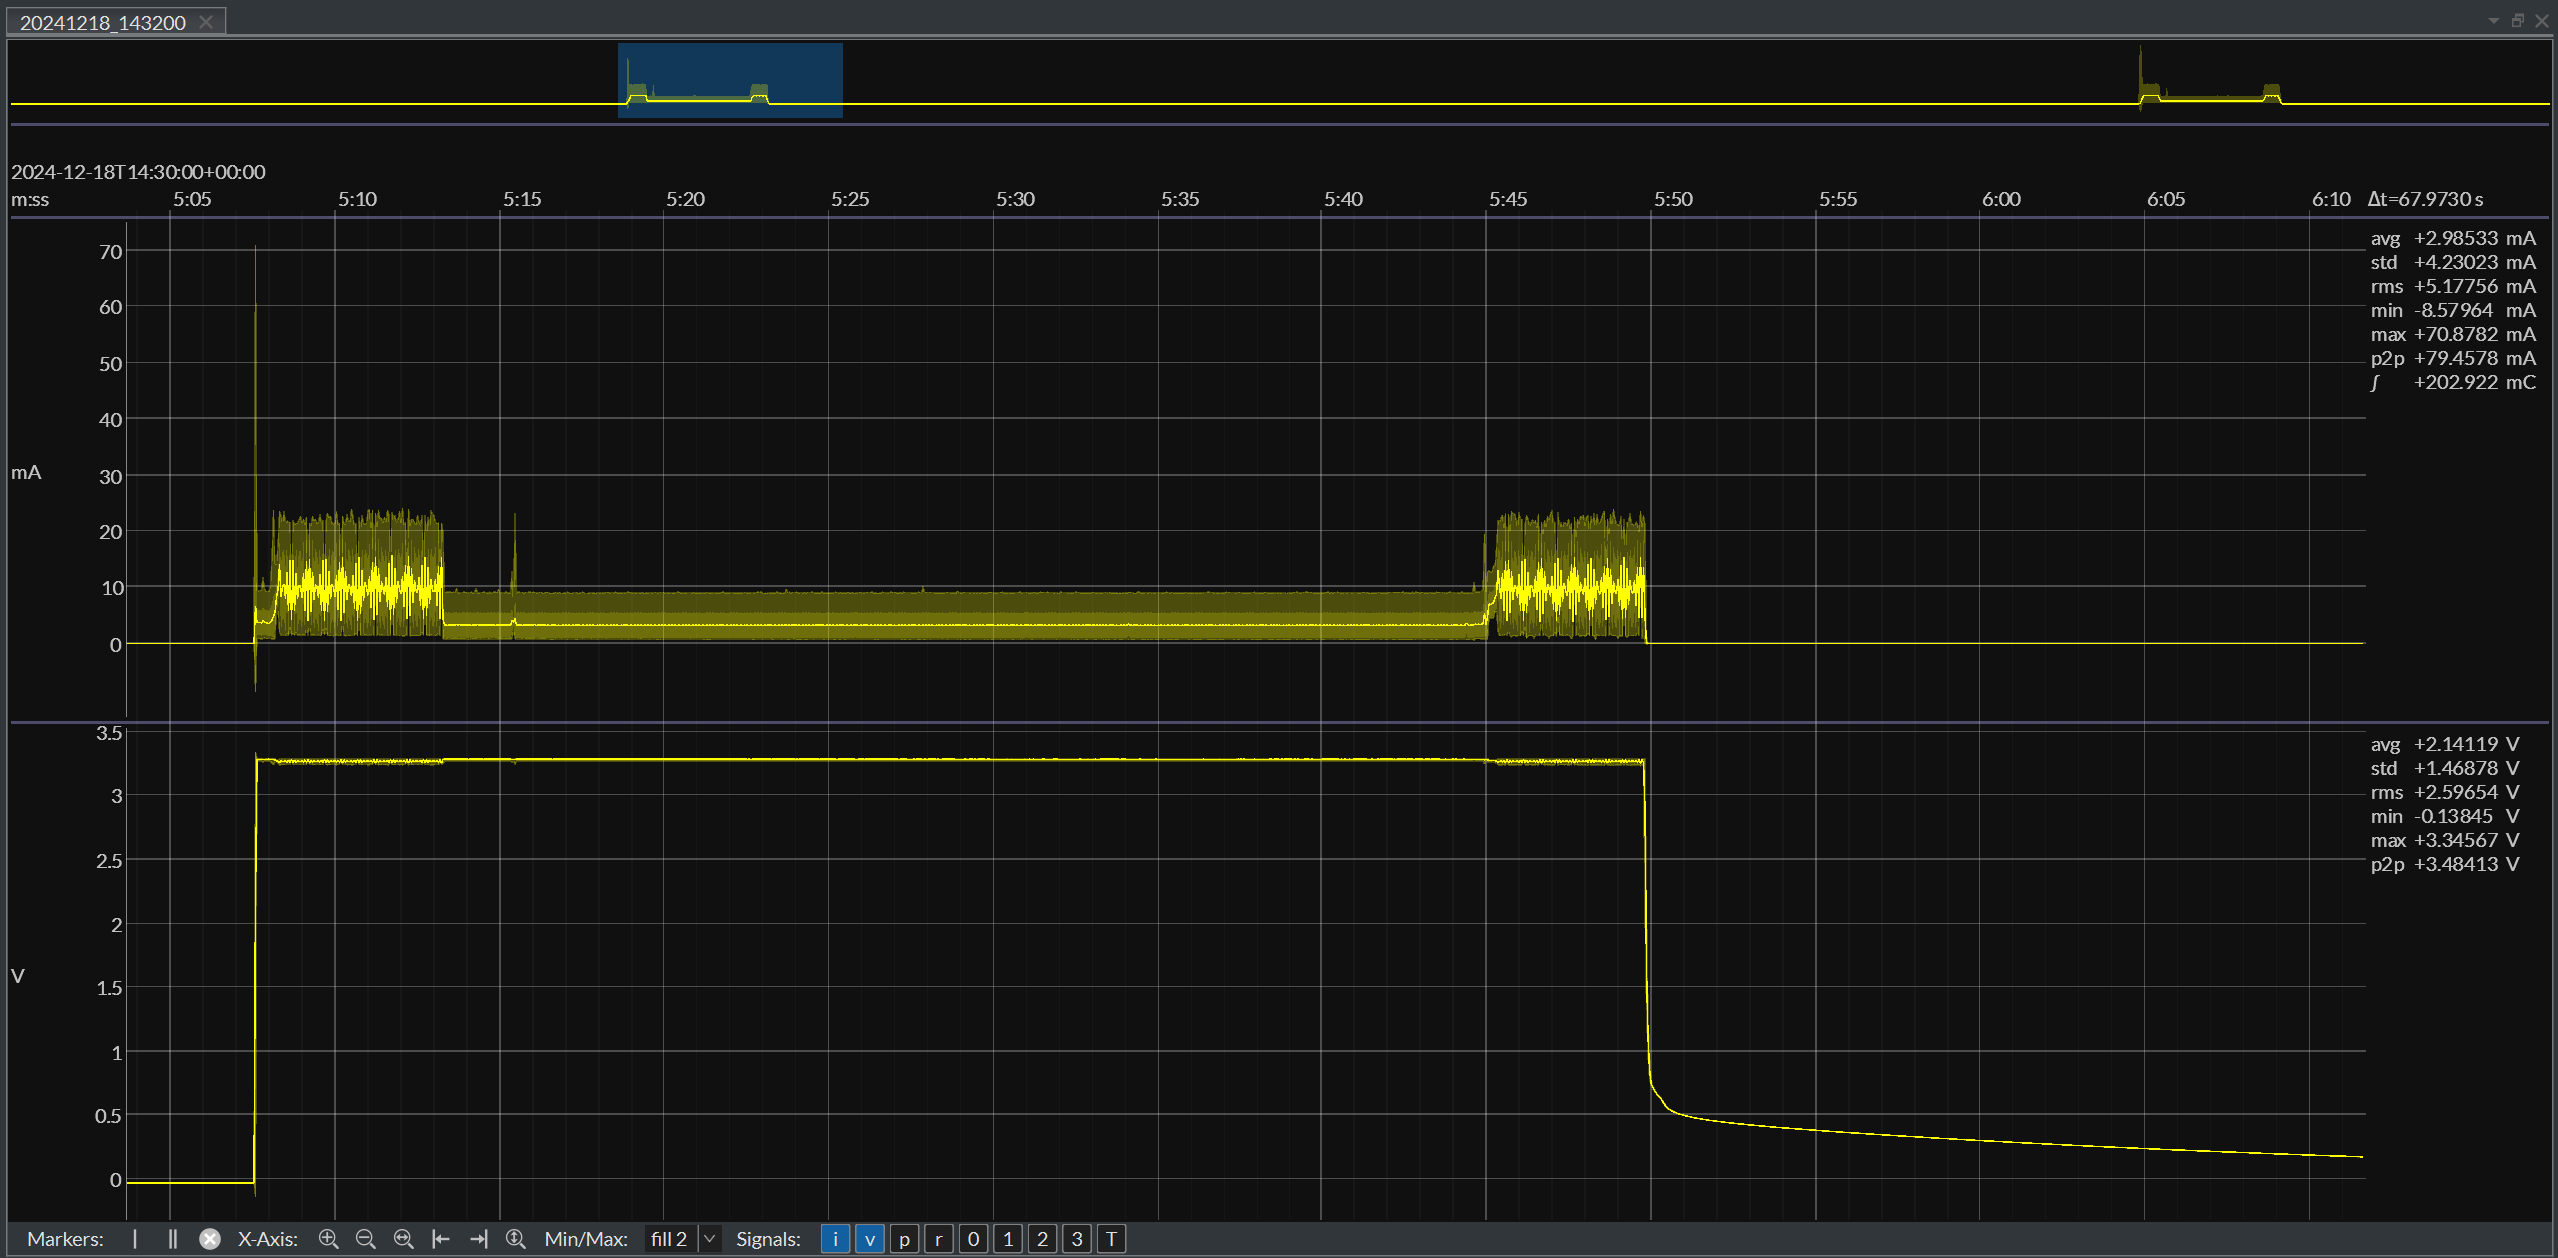 20241218_143200
2024-12-18T14:30:00+00:00
m:ss 5:05 5:10 5:15 5:20 5:25 5:30 5:35 5:40 5:45 5:50 5:55 6:00 6:05 6:10 Δt=67.9730 s
70
60
50
40
mA
30
20
10
0
avg +2.98533 mA
std +4.23023 mA
rms +5.17756 mA
min -8.57964 mA
max +70.8782 mA
p2p +79.4578 mA
∫ +202.922 mC
3.5
3
2.5
2
1.5
V
1
0.5
0
avg +2.14119 V
std +1.46878 V
rms +2.59654 V
min -0.13845 V
max +3.34567 V
p2p +3.48413 V
Markers: X-Axis: Min/Max: fill 2 Signals: i v p r 0 1 2 3 T